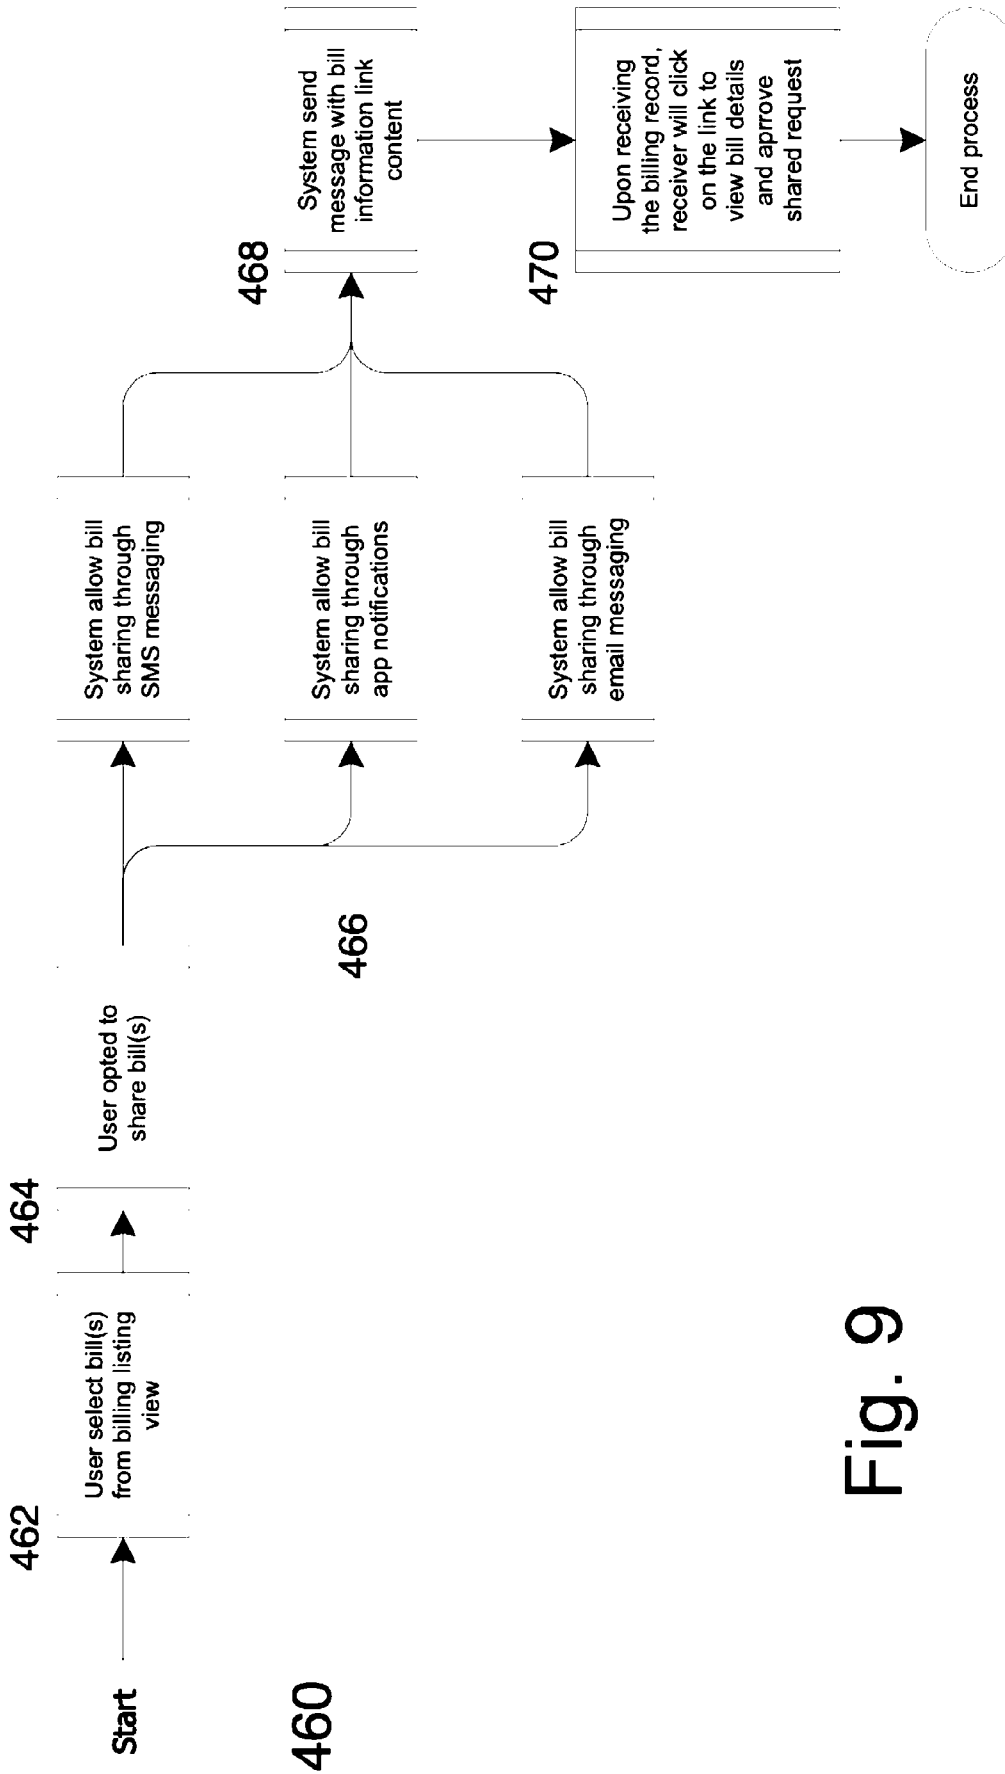 460
Start
462
User select bill(s)
from billing listing
view
464
User opted to
share bill(s)
466
System allow bill
sharing through
SMS messaging
System allow bill
sharing through
app notifications
System allow bill
sharing through
email messaging
468
System send
message with bill
information link
content
470
Upon receiving
the billing record,
receiver will click
on the link to
view bill details
and aprrove
shared request
End process
Fig. 9